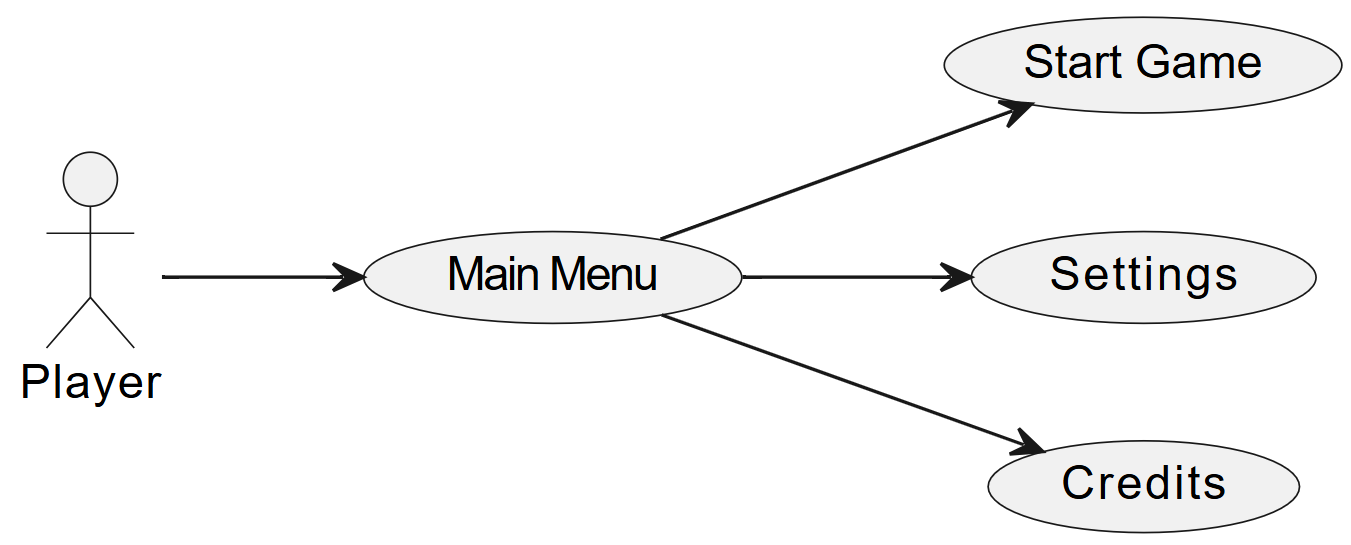 Start Game
Main Menu
Settings
Player
Credits